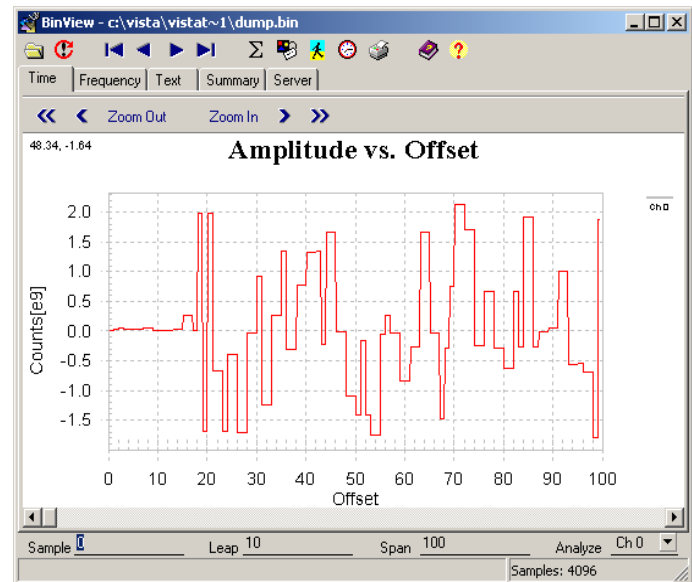 BinView - c:\vista\vistat~1\dump.bin
Time Frequency Text Summary Server
Zoom Out Zoom In
48.34, -1.64
Amplitude vs. Offset
Ch 0
2.0
1.5
1.0
0.5
0.0
-0.5
-1.0
-1.5
Counts[e9]
0 10 20 30 40 50 60 70 80 90 100
Offset
Sample 0 Leap 10 Span 100 Analyze Ch 0
Samples: 4096